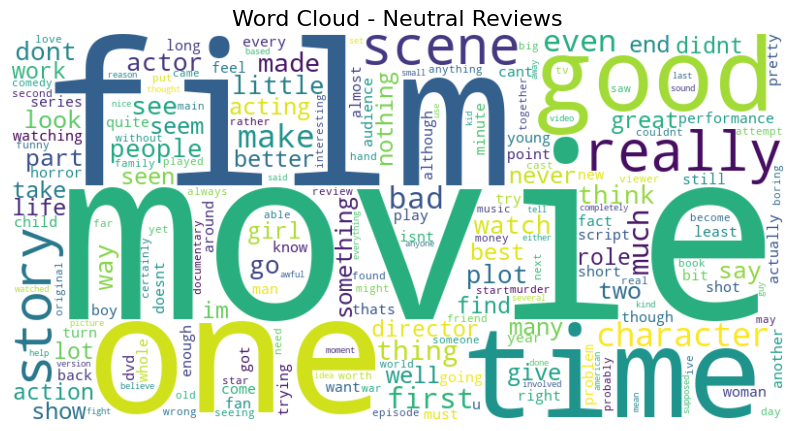 Word Cloud - Neutral Reviews
love dont long every film scene even end didnt pretty
work comedy actor made big
reason put came feel little cant tv saw last
second nice thought main almost nothing small anything away sound
series look see acting audience minute together good great performance
watching quite seem rather interesting although use kid video couldnt attempt
funny without make hand young really
part people better point cast
horror seen family played never new viewer still boring
take always said review bad try think
life able play music tell completely
child story far yet around girl something isnt watch fact become much actually
way know everything anyone money either script least
original certainly documentary go awful found best role book bit say
watched doesnt man might plot next short real guy
boy im thats start murder two shot
picture turn movie find several though kind may
one friend many character
help lot dvd whole enough need moment director someone year time another
version back got thing world done problem american
believe star come idea worth well going give supposed ive
action trying want war first u right involved probably mean woman
show fight wrong old seeing fan episode must day
based set